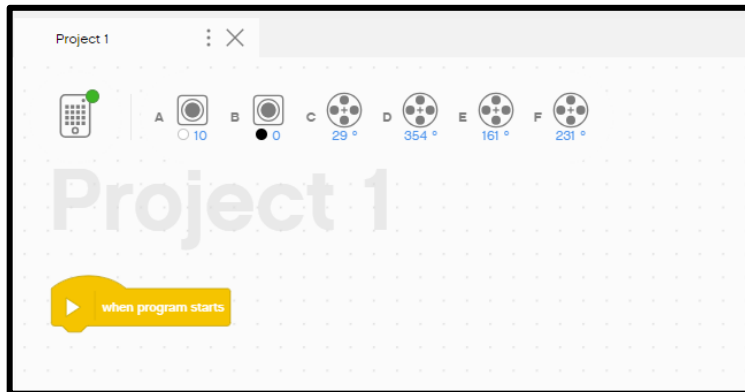 Project 1
A B C D E F
10 0 29 ° 354 ° 161 ° 231 °
Project 1
when program starts